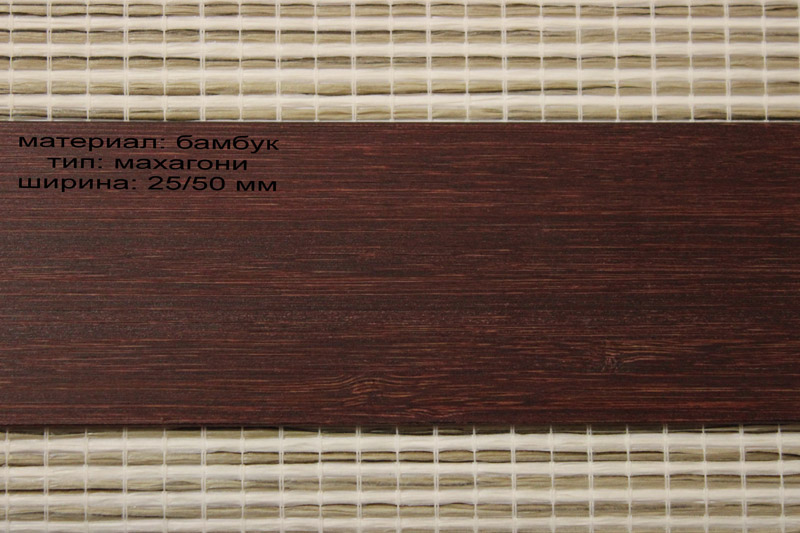 материал: бамбук
тип: махагони
ширина: 25/50 мм